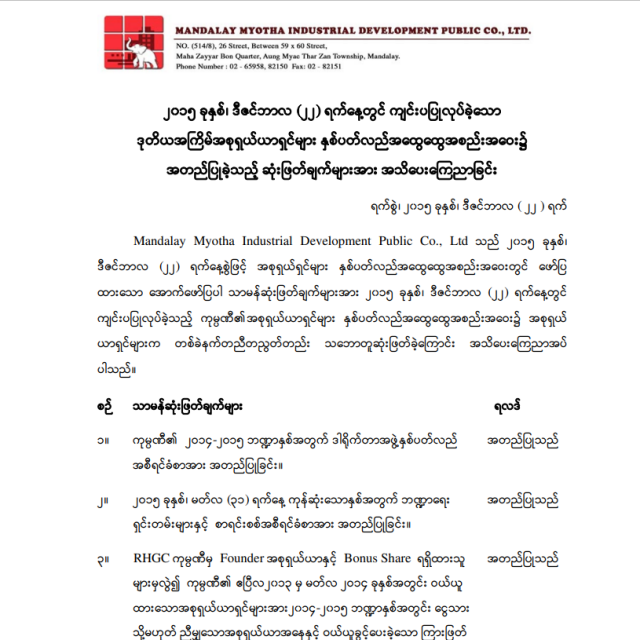 MANDALAY MYOTHA INDUSTRIAL DEVELOPMENT PUBLIC CO., LTD.
NO. (514/8), 26 Street, Between 59 x 60 Street,
Maha Zayyar Bon Quarter, Aung Myae Thar Zan Township, Mandalay.
Phone Number : 02 - 65958, 82150 Fax: 02 - 82151
၂၀၁၅ ခုနှစ်၊ ဒီဇင်ဘာလ (၂၂) ရက်နေ့တွင် ကျင်းပပြုလုပ်ခဲ့သော
ဒုတိယအကြိမ်အစုရှယ်ယာရှင်များ နှစ်ပတ်လည်အထွေထွေအစည်းအဝေး၌
အတည်ပြုခဲ့သည့် ဆုံးဖြတ်ချက်များအား အသိပေးကြေညာခြင်း
ရက်စွဲ၊ ၂၀၁၅ ခုနှစ်၊ ဒီဇင်ဘာလ ( ၂၂ ) ရက်
Mandalay Myotha Industrial Development Public Co., Ltd သည် ၂၀၁၅ ခုနှစ်၊
ဒီဇင်ဘာလ (၂၂) ရက်နေ့စွဲဖြင့် အစုရှယ်ရှင်များ နှစ်ပတ်လည်အထွေထွေအစည်းအဝေးတွင် ဖော်ပြ
ထားသော အောက်ဖော်ပြပါ သာမန်ဆုံးဖြတ်ချက်များအား ၂၀၁၅ ခုနှစ်၊ ဒီဇင်ဘာလ (၂၂) ရက်နေ့တွင်
ကျင်းပပြုလုပ်ခဲ့သည့် ကုမ္ပဏီ၏အစုရှယ်ယာရှင်များ နှစ်ပတ်လည်အထွေထွေအစည်းအဝေး၌ အစုရှယ်
ယာရှင်များက တစ်ခဲနက်တညီတညွတ်တည်း သဘောတူဆုံးဖြတ်ခဲ့ကြောင်း အသိပေးကြေညာအပ်
ပါသည်။
စဉ် သာမန်ဆုံးဖြတ်ချက်များ ရလဒ်
၁။ ကုမ္ပဏီ၏ ၂၀၁၄-၂၀၁၅ ဘဏ္ဍာနှစ်အတွက် ဒါရိုက်တာအဖွဲ့နှစ်ပတ်လည် အတည်ပြုသည်
အစီရင်ခံစာအား အတည်ပြုခြင်း။
၂။ ၂၀၁၅ ခုနှစ်၊ မတ်လ (၃၁) ရက်နေ့ ကုန်ဆုံးသောနှစ်အတွက် ဘဏ္ဍာရေး အတည်ပြုသည်
ရှင်းတမ်းများနှင့် စာရင်းစစ်အစီရင်ခံစာအား အတည်ပြုခြင်း။
၃။ RHGC ကုမ္ပဏီမှ Founder အစုရှယ်ယာနှင့် Bonus Share ရရှိထားသူ အတည်ပြုသည်
များမှလွဲ၍ ကုမ္ပဏီ၏ ဧပြီလ၂၀၁၃ မှ မတ်လ ၂၀၁၄ ခုနှစ်အတွင်း ဝယ်ယူ
ထားသောအစုရှယ်ယာရှင်များအား၂၀၁၄-၂၀၁၅ ဘဏ္ဍာနှစ်အတွင်း ငွေသား
သို့မဟုတ် ညီမျှသောအစုရှယ်ယာအနေနှင့် ဝယ်ယူခွင့်ပေးခဲ့သော ကြားဖြတ်